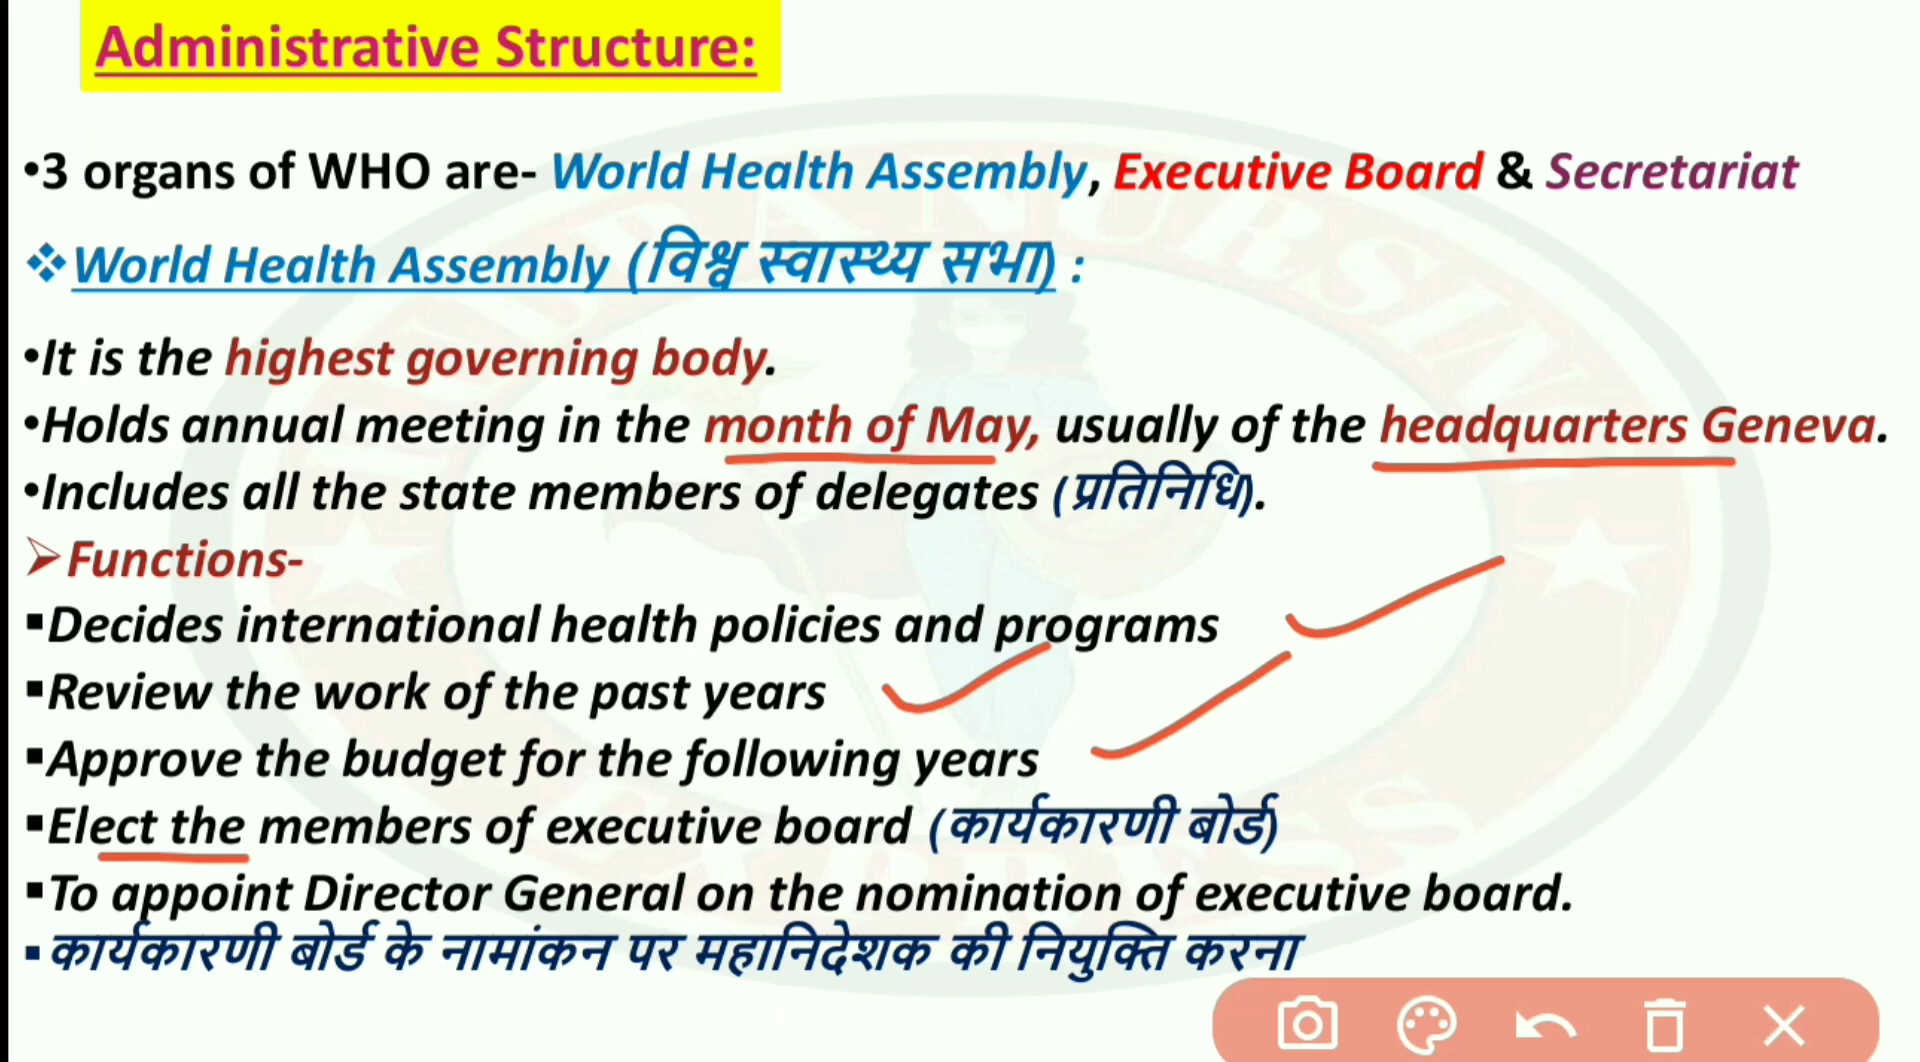 Administrative Structure:
•3 organs of WHO are- World Health Assembly, Executive Board & Secretariat
❖World Health Assembly (विश्व स्वास्थ्य सभा) :
•It is the highest governing body.
•Holds annual meeting in the month of May, usually of the headquarters Geneva.
•Includes all the state members of delegates (प्रतिनिधि).
➢Functions-
▪Decides international health policies and programs
▪Review the work of the past years
▪Approve the budget for the following years
▪Elect the members of executive board (कार्यकारणी बोर्ड)
▪To appoint Director General on the nomination of executive board.
▪कार्यकारणी बोर्ड के नामांकन पर महानिदेशक की नियुक्ति करना